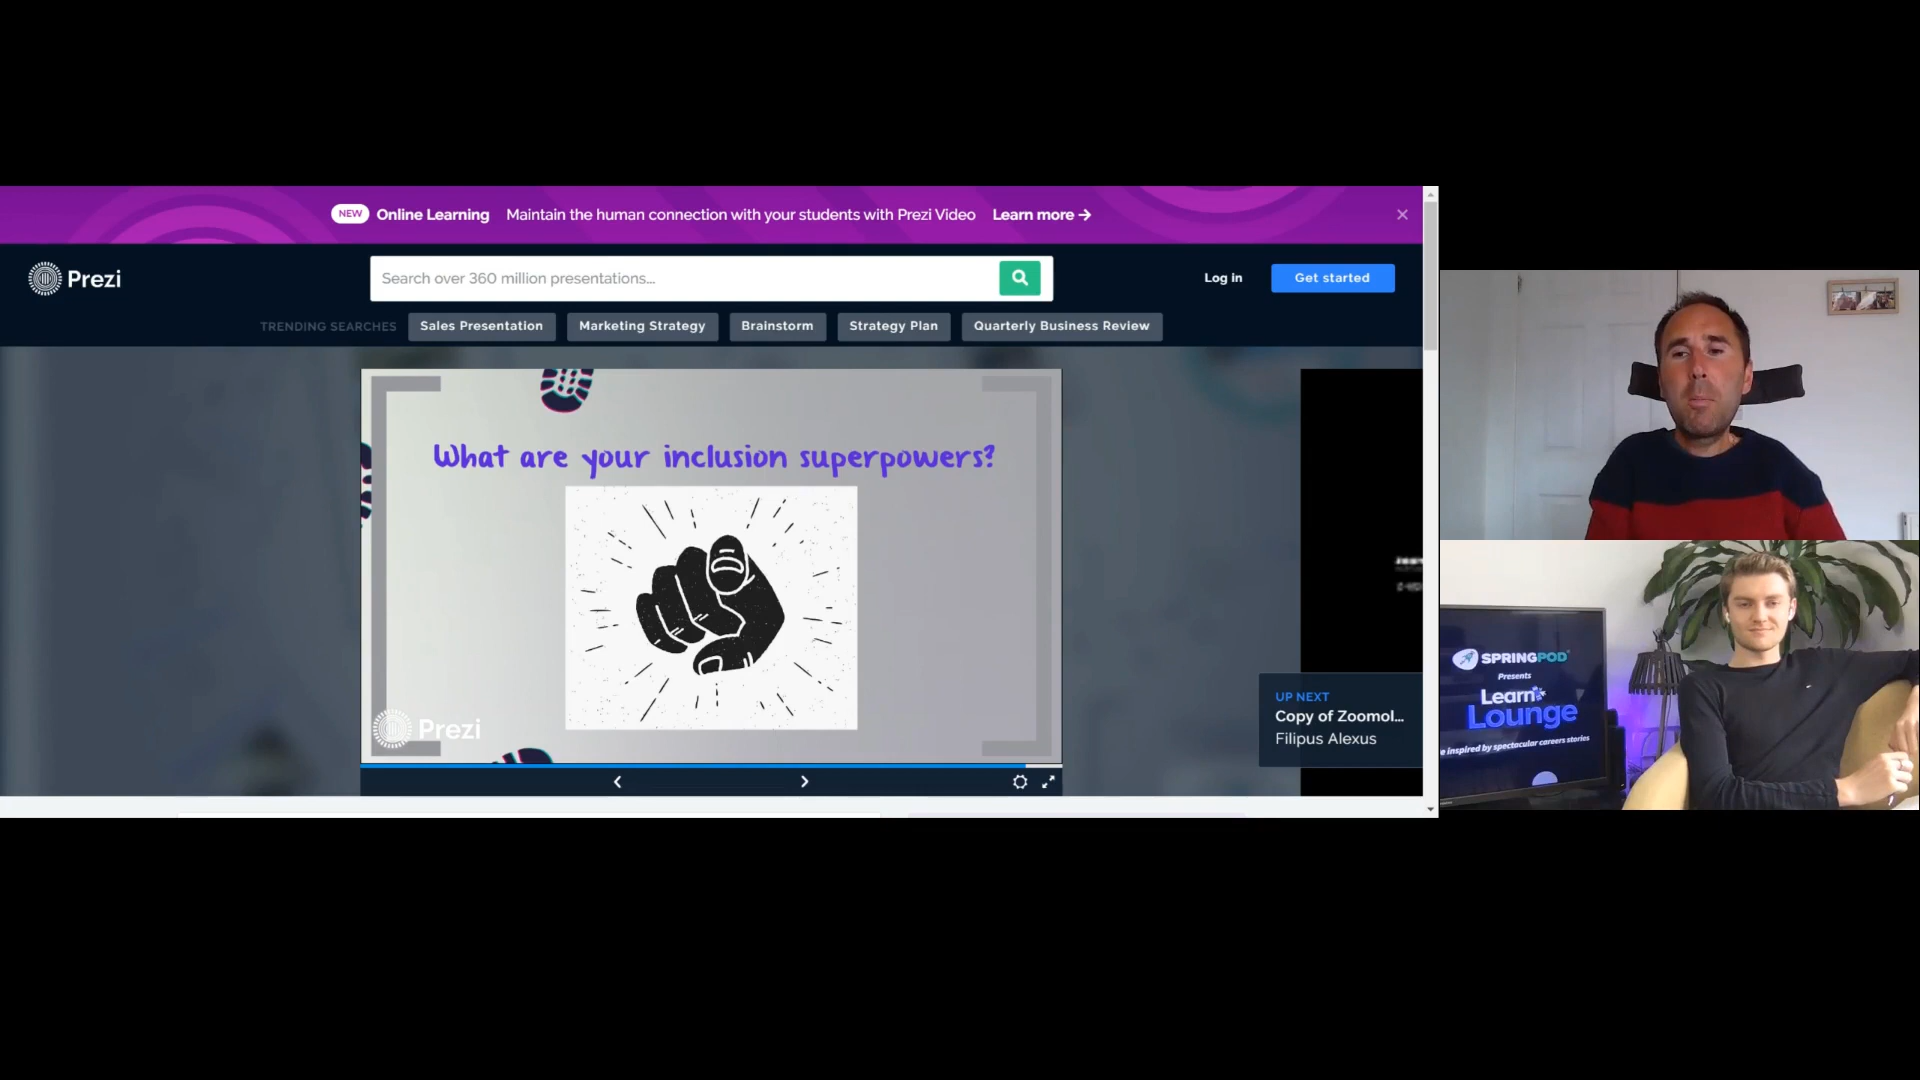 NEW Online Learning Maintain the human connection with your students with Prezi Video Learn more →
Prezi
Search over 360 million presentations...
Log in
Get started
TRENDING SEARCHES Sales Presentation Marketing Strategy Brainstorm Strategy Plan Quarterly Business Review
What are your inclusion superpowers?
Prezi
UP NEXT
Copy of Zoomol...
Filipus Alexus
SPRINGPOD
Presents
Learn
Lounge
e inspired by spectacular careers stories